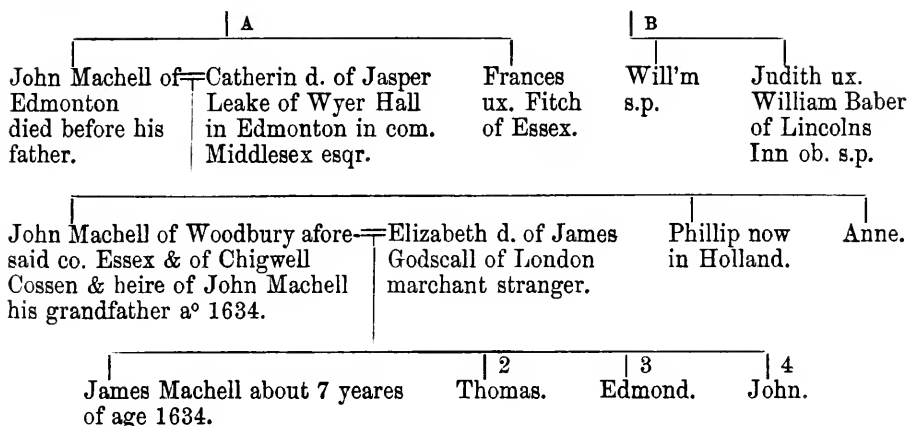 A
B
John Machell of
Edmonton
died before his
father.
Catherin d. of Jasper
Leake of Wyer Hall
in Edmonton in com.
Middlesex esqr.
Frances
ux. Fitch
of Essex.
Will'm
s.p.
Judith ux.
William Baber
of Lincolns
Inn ob. s.p.
John Machell of Woodbury afore-
said co. Essex & of Chigwell
Cossen & heire of John Machell
his grandfather aº 1634.
Elizabeth d. of James
Godscall of London
marchant stranger.
Phillip now
in Holland.
Anne.
James Machell about 7 yeares
of age 1634.
2
Thomas.
3
Edmond.
4
John.